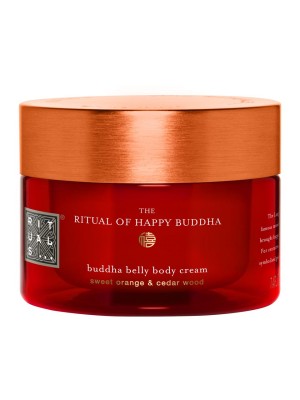 THE
RITUAL OF HAPPY BUDDHA
RITUALS...
buddha belly body cream
sweet orange & cedar wood